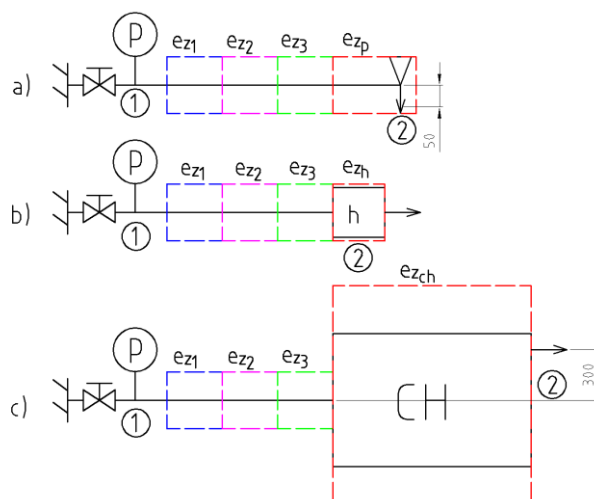 P ez1 ez2 ez3 ezp
a) 1 2 50
P ez1 ez2 ez3 ezh
b) h
1 2
ezch
P ez1 ez2 ez3
c) CH 2 300
1